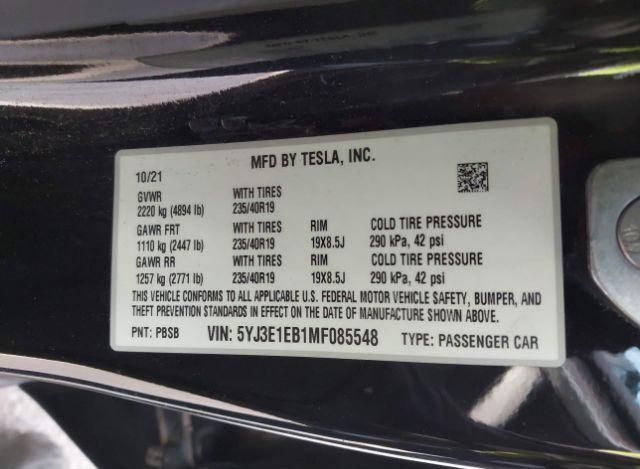 MFD BY TESLA, INC.
10/21
GVWR WITH TIRES
2220 kg (4894 lb) 235/40R19
GAWR FRT WITH TIRES RIM COLD TIRE PRESSURE
1110 kg (2447 lb) 235/40R19 19X8.5J 290 kPa, 42 psi
GAWR RR WITH TIRES RIM COLD TIRE PRESSURE
1257 kg (2771 lb) 235/40R19 19X8.5J 290 kPa, 42 psi
THIS VEHICLE CONFORMS TO ALL APPLICABLE U.S. FEDERAL MOTOR VEHICLE SAFETY, BUMPER, AND
THEFT PREVENTION STANDARDS IN EFFECT ON THE DATE OF MANUFACTURE SHOWN ABOVE.
PNT: PBSB VIN: 5YJ3E1EB1MF085548 TYPE: PASSENGER CAR